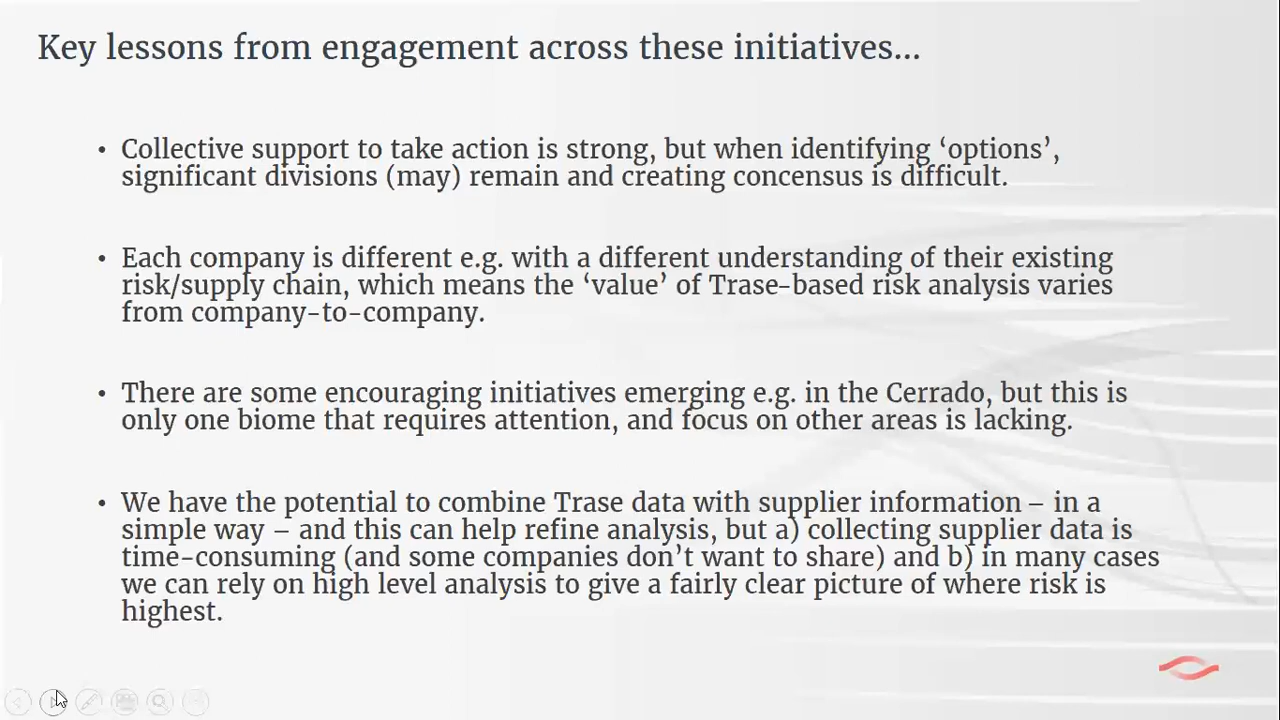 Key lessons from engagement across these initiatives...
• Collective support to take action is strong, but when identifying ‘options’,
significant divisions (may) remain and creating concensus is difficult.
• Each company is different e.g. with a different understanding of their existing
risk/supply chain, which means the ‘value’ of Trase-based risk analysis varies
from company-to-company.
• There are some encouraging initiatives emerging e.g. in the Cerrado, but this is
only one biome that requires attention, and focus on other areas is lacking.
• We have the potential to combine Trase data with supplier information – in a
simple way – and this can help refine analysis, but a) collecting supplier data is
time-consuming (and some companies don’t want to share) and b) in many cases
we can rely on high level analysis to give a fairly clear picture of where risk is
highest.